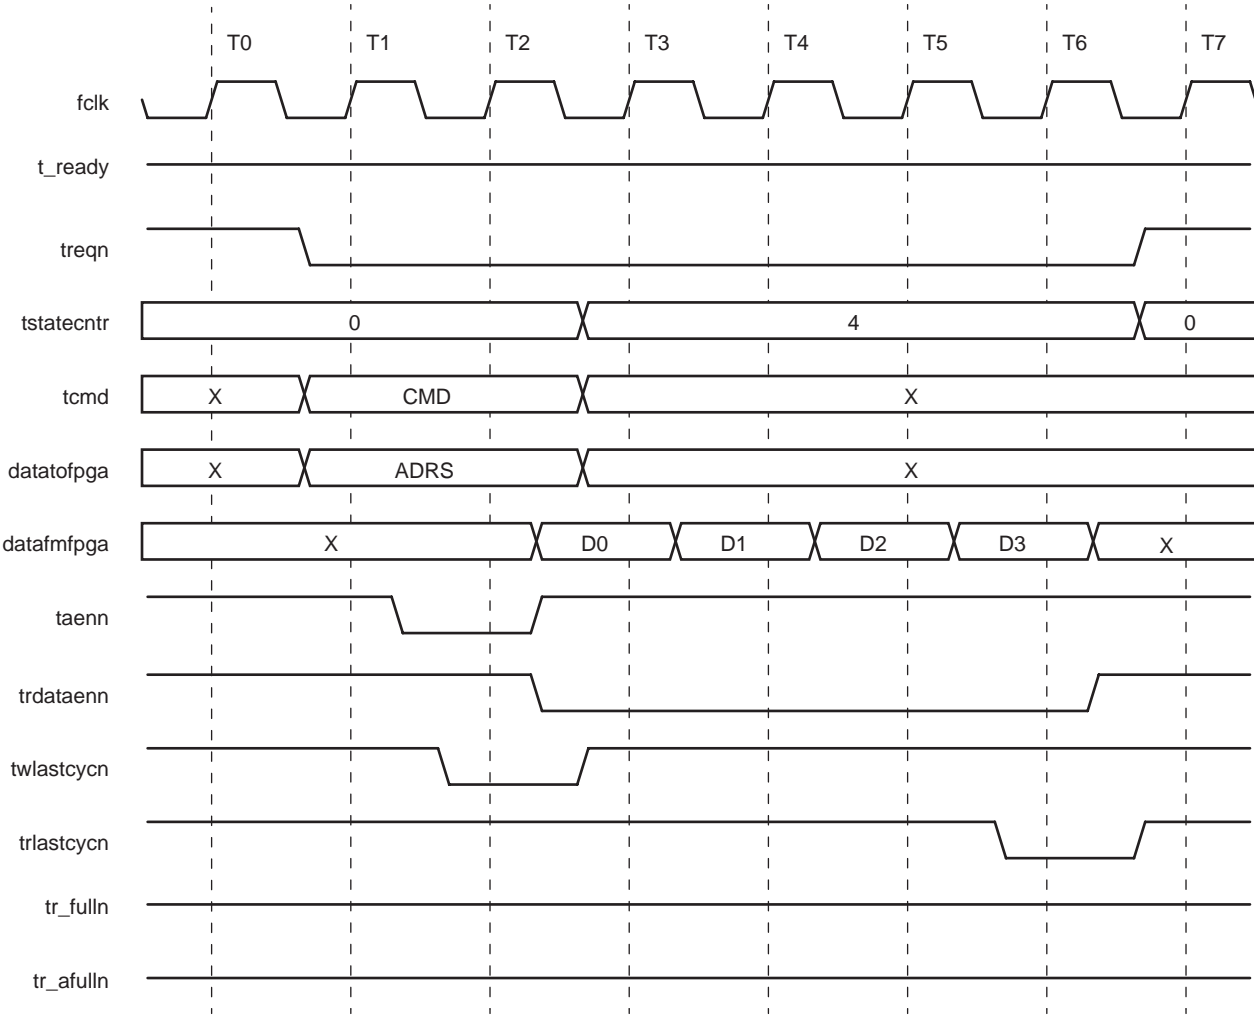 T0 T1 T2 T3 T4 T5 T6 T7
fclk
t_ready
treqn
tstatecntr 0 4 0
tcmd X CMD X
datatofpga X ADRS X
datafmfpga X D0 D1 D2 D3 X
taenn
trdataenn
twlastcycn
trlastcycn
tr_fulln
tr_afulln